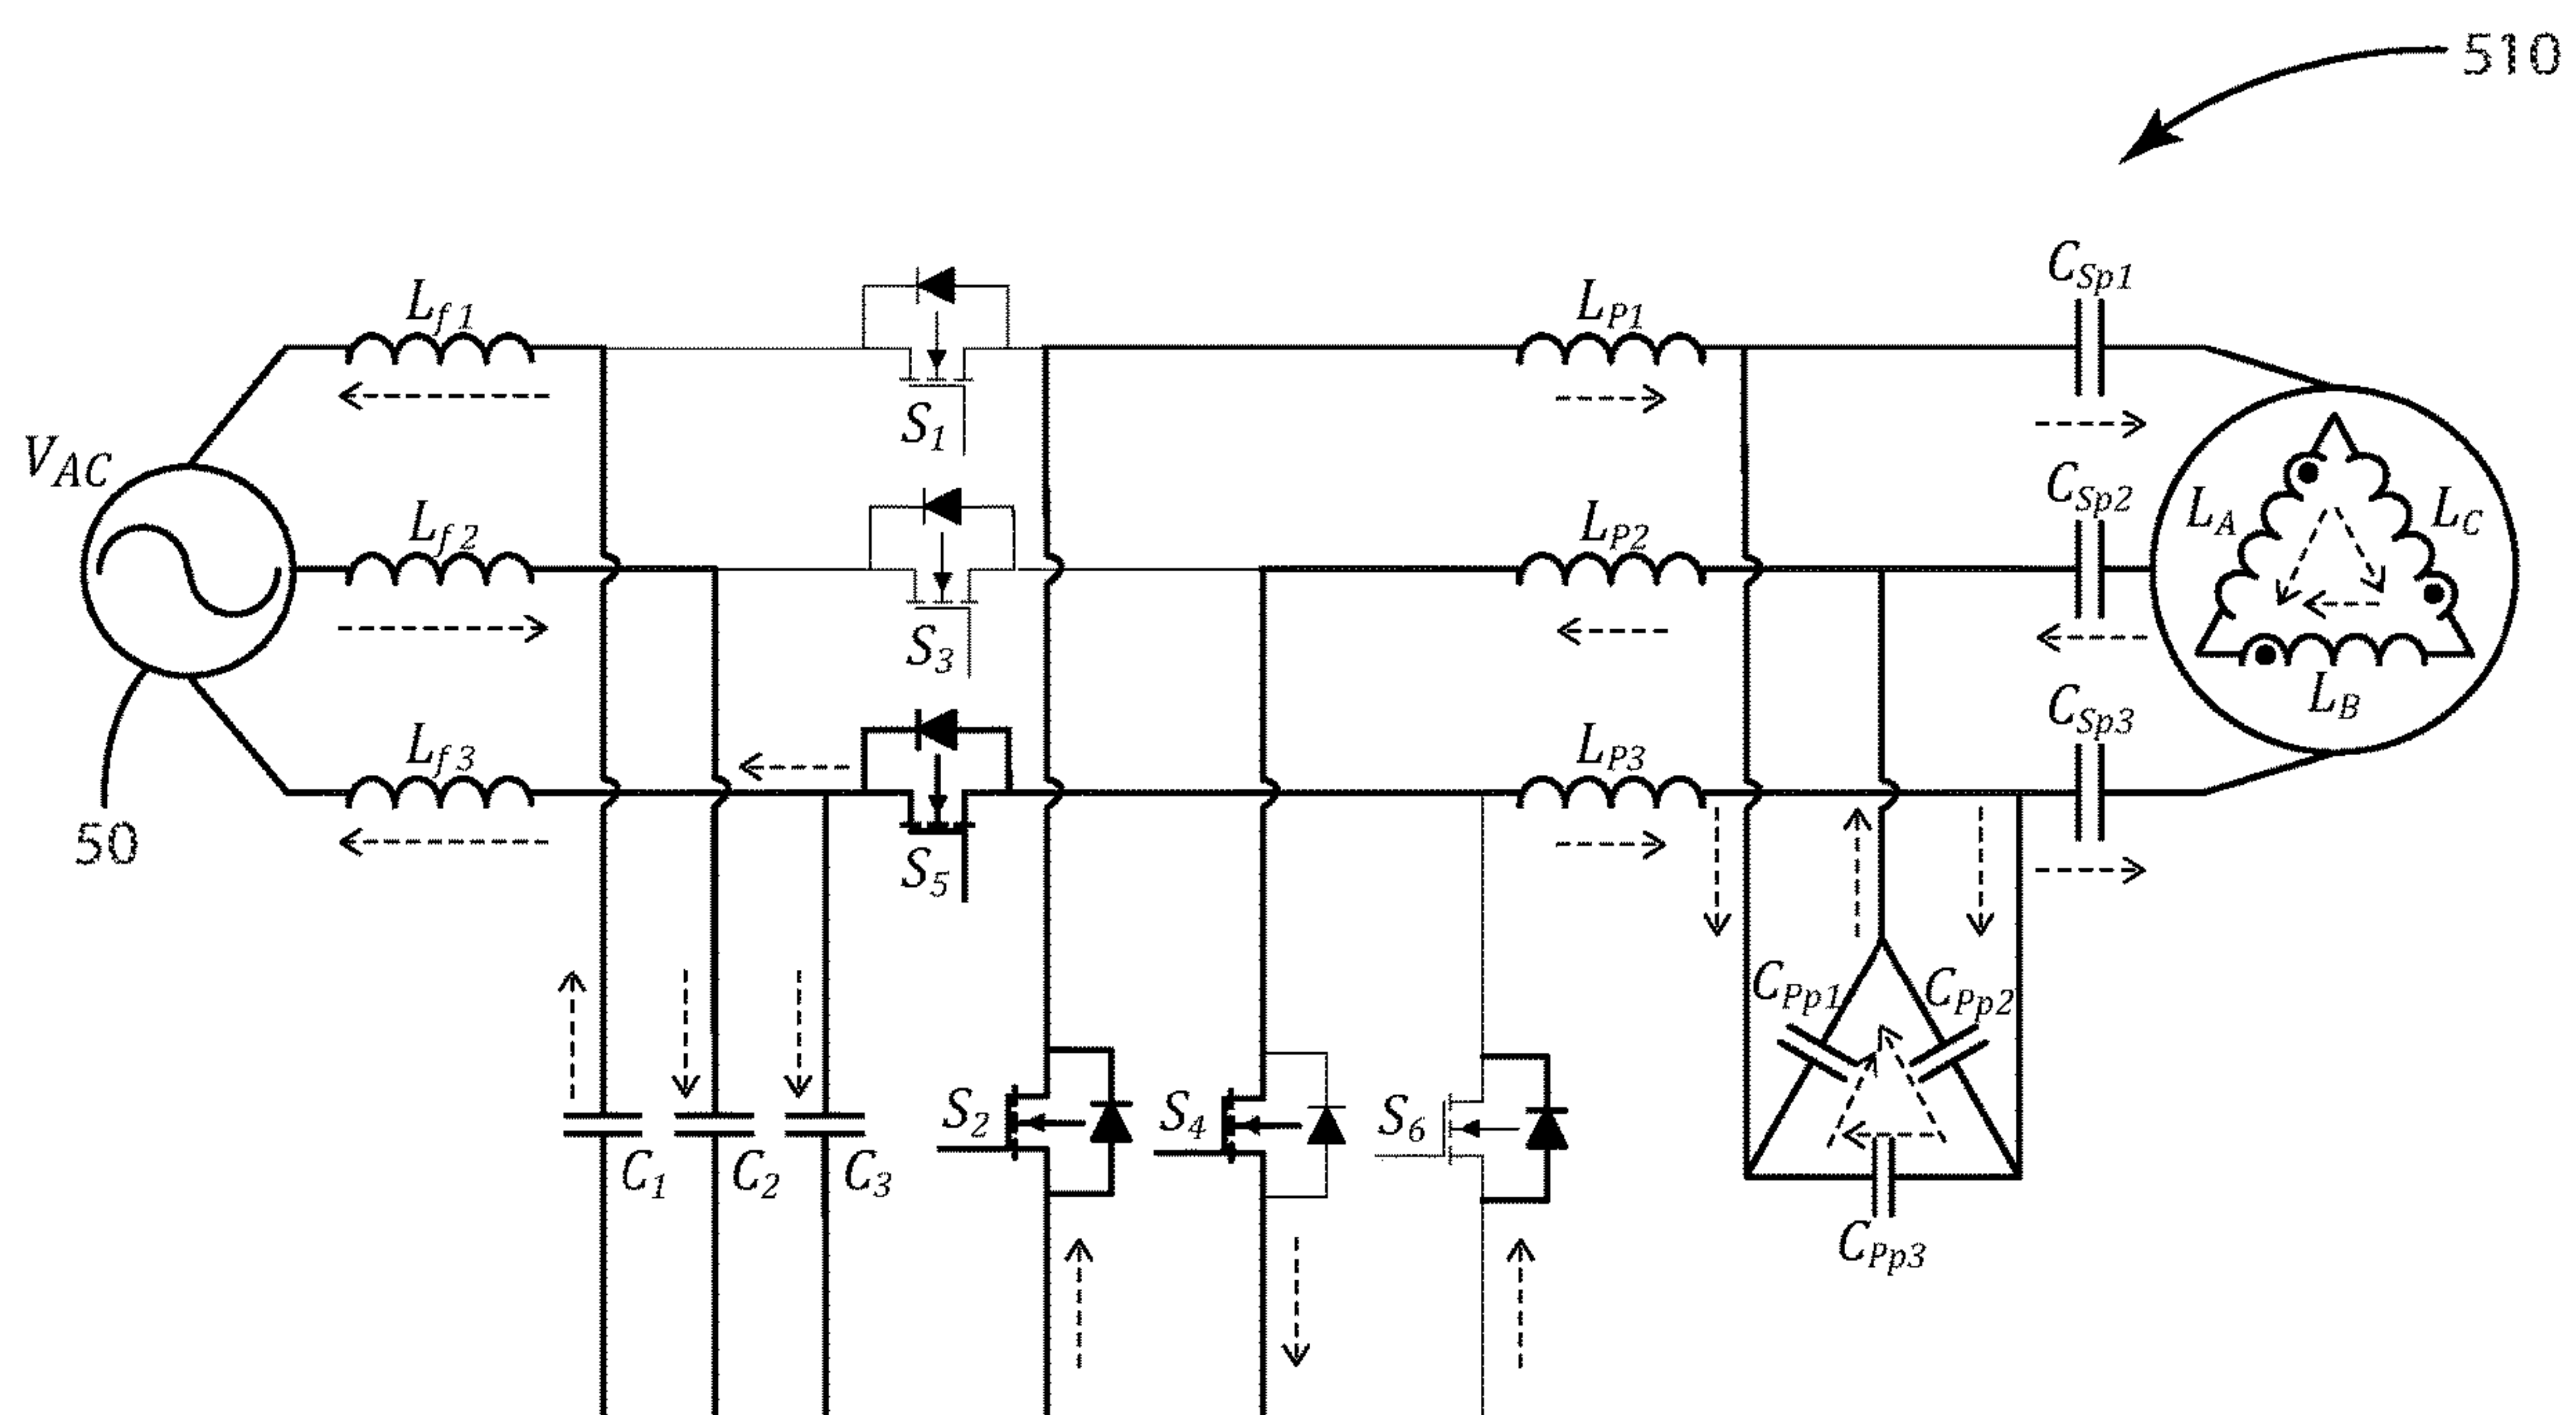 510
C_{Sp1}
L_{f1}
L_{P1}
S_1
V_{AC}
C_{Sp2}
L_{f2}
L_{P2}
L_A
L_C
S_3
L_B
C_{Sp3}
L_{f3}
L_{P3}
50
S_5
C_{Pp1}
C_{Pp2}
S_2
S_4
S_6
C_1
C_2
C_3
C_{Pp3}